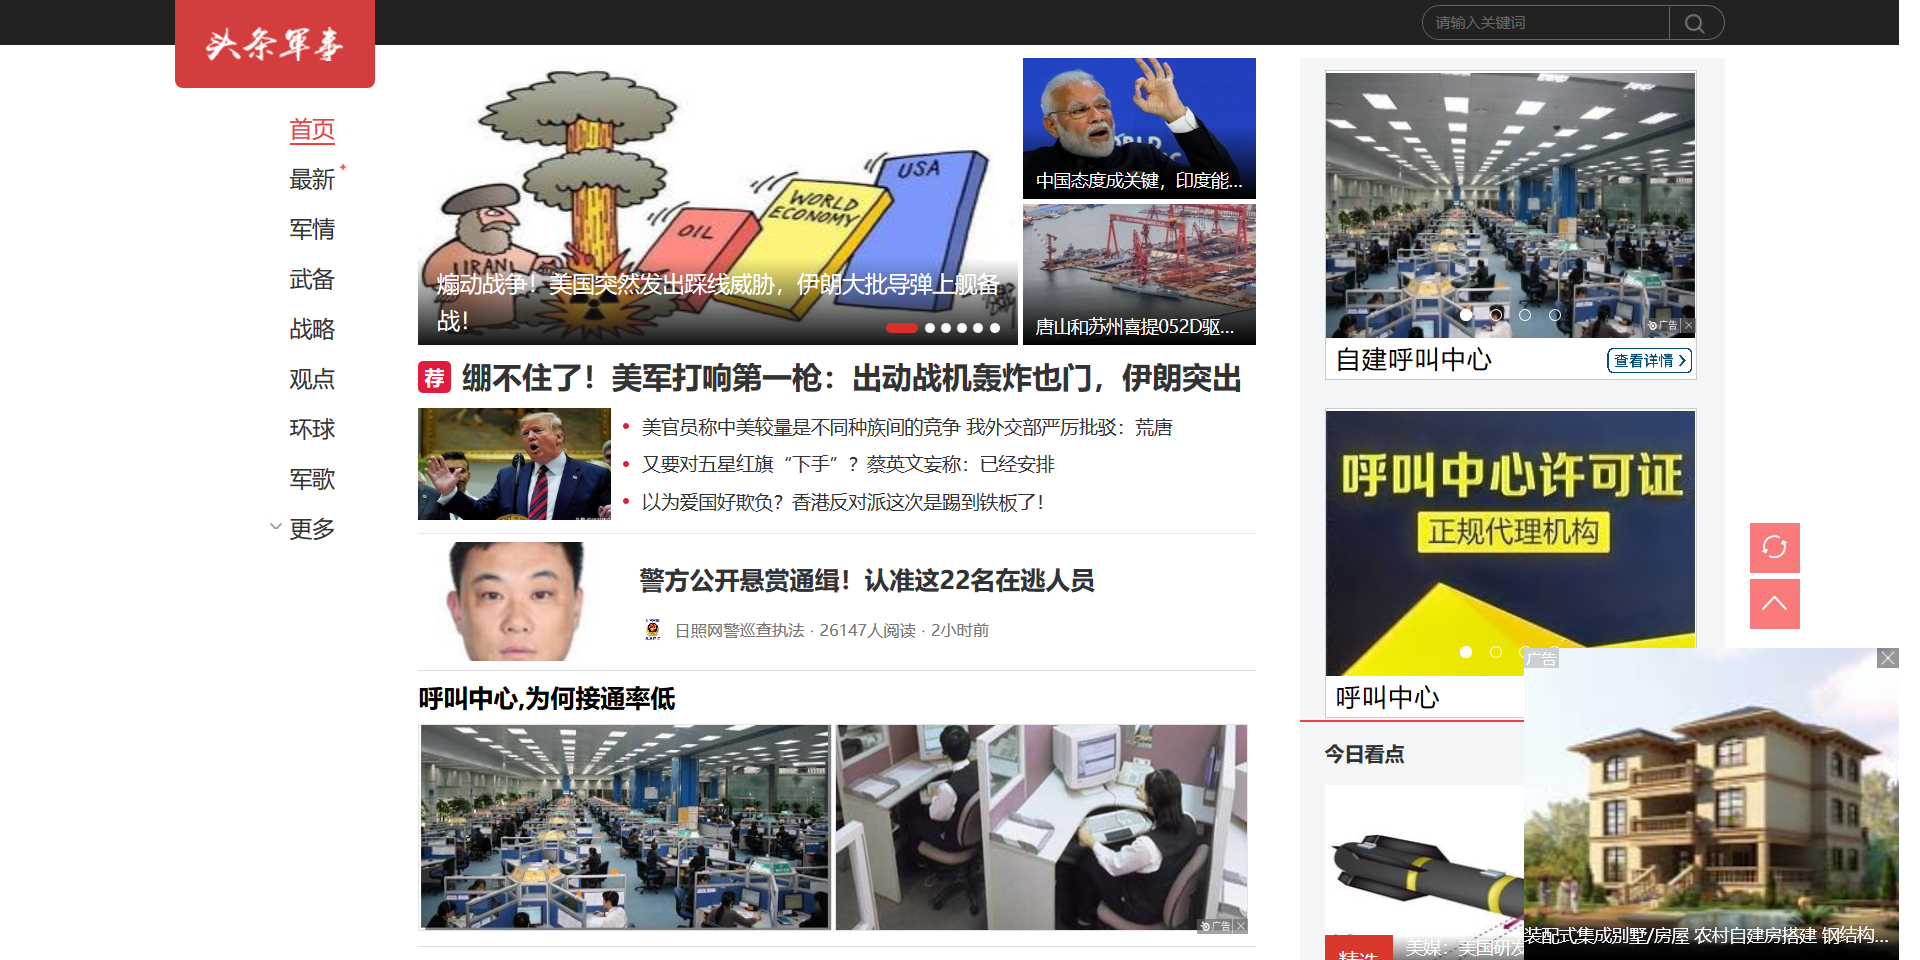 头条軍事
请输入关键词
首页
最新
军情
武备
战略
观点
环球
军歌
更多
USA
WORLD
ECONOMY
OIL
IRAN
煽动战争！美国突然发出踩线威胁，伊朗大批导弹上舰备
战！
中国态度成关键，印度能...
唐山和苏州喜提052D驱...
荐 绷不住了！美军打响第一枪：出动战机轰炸也门，伊朗突出
美官员称中美较量是不同种族间的竞争 我外交部严厉批驳：荒唐
又要对五星红旗“下手”？蔡英文妄称：已经安排
以为爱国好欺负？香港反对派这次是踢到铁板了！
警方公开悬赏通缉！认准这22名在逃人员
日照网警巡查执法 · 26147人阅读 · 2小时前
呼叫中心,为何接通率低
广告
广告
自建呼叫中心
查看详情
呼叫中心许可证
正规代理机构
呼叫中心
今日看点
精选
美媒：美国研发
广告
装配式集成别墅/房屋 农村自建房搭建 钢结构...